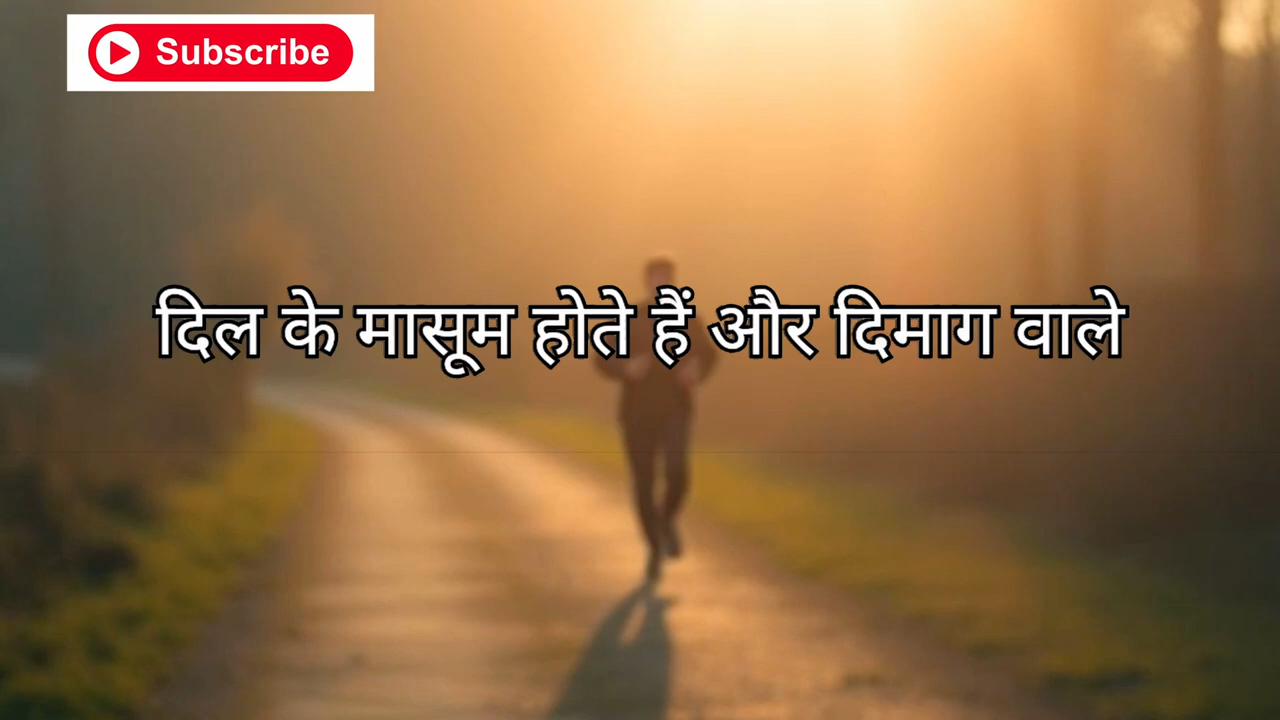 Subscribe
दिल के मासूम होते हैं और दिमाग वाले